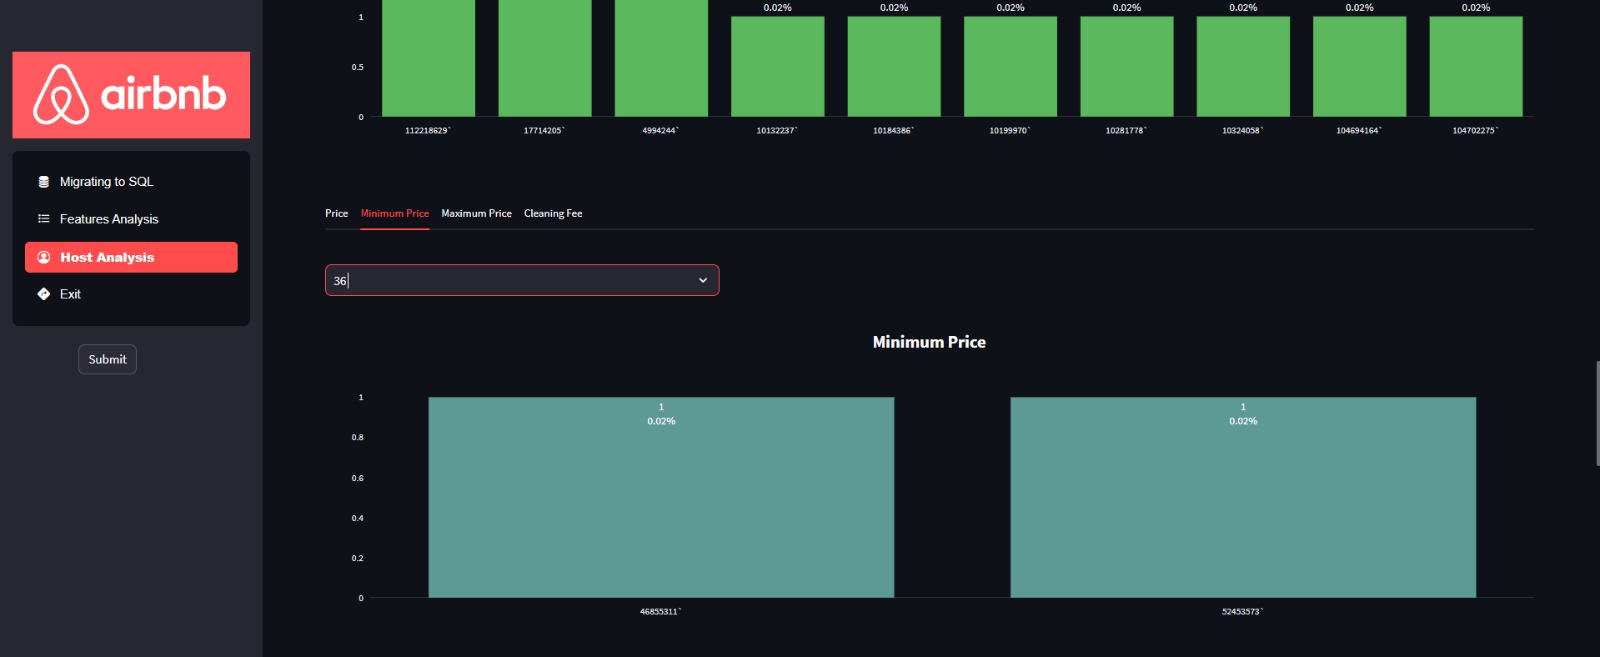 0.02% 0.02% 0.02% 0.02% 0.02% 0.02% 0.02%
1
0.5
0
112218629` 17714205` 4994244` 10132237` 10184386` 10199970` 10281778` 10324058` 104694164` 104702275`
airbnb
Migrating to SQL
Features Analysis
Host Analysis
Exit
Submit
Price Minimum Price Maximum Price Cleaning Fee
36
Minimum Price
1
0.8
0.6
0.4
0.2
0
1 1
0.02% 0.02%
46855311` 52453573`